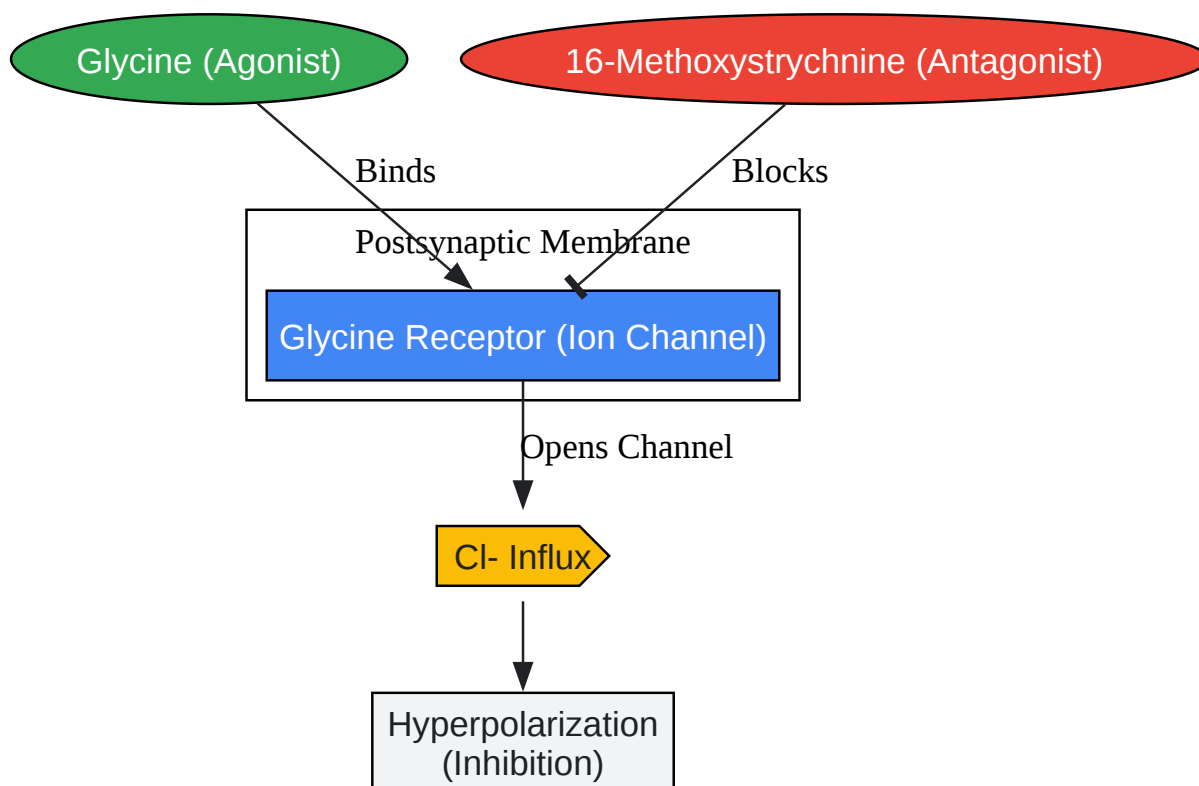 Glycine (Agonist)
16-Methoxystrychnine (Antagonist)
Binds
Blocks
Postsynaptic Membrane
Glycine Receptor (Ion Channel)
Opens Channel
Cl- Influx
Hyperpolarization
(Inhibition)